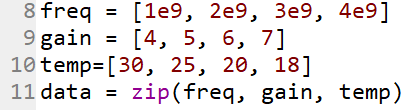 8 freq = [1e9, 2e9, 3e9, 4e9]
9 gain = [4, 5, 6, 7]
10 temp=[30, 25, 20, 18]
11 data = zip(freq, gain, temp)